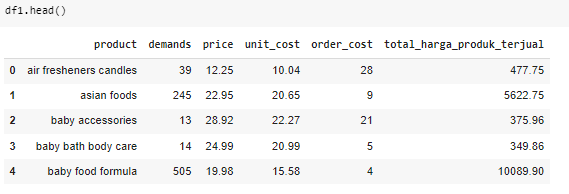 df1.head()
product demands price unit_cost order_cost total_harga_produk_terjual
0 air fresheners candles 39 12.25 10.04 28 477.75
1 asian foods 245 22.95 20.65 9 5622.75
2 baby accessories 13 28.92 22.27 21 375.96
3 baby bath body care 14 24.99 20.99 5 349.86
4 baby food formula 505 19.98 15.58 4 10089.90